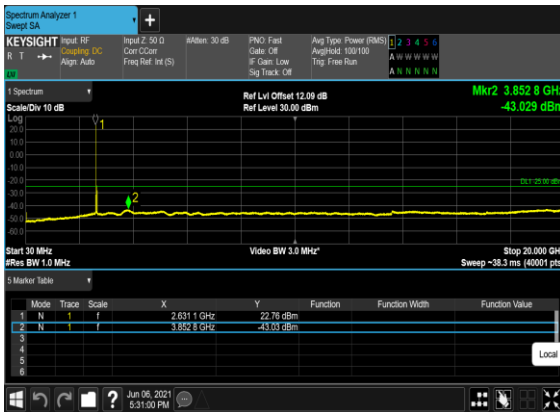 Spectrum Analyzer 1
Swept SA
KEYSIGHT Input: RF Input Z: 50 Ω #Atten: 30 dB PNO: Fast Avg Type: Power (RMS) 1 2 3 4 5 6
R T Coupling: DC Corr CCorr Gate: Off Avg|Hold: 100/100 A W W W W W
Align: Auto Freq Ref: Int (S) IF Gain: Low Trig: Free Run
Sig Track: Off A N N N N N
1 Spectrum Ref Lvl Offset 12.09 dB Mkr2 3.852 8 GHz
Scale/Div 10 dB Ref Level 30.00 dBm -43.029 dBm
Log
20.0
10.0
0.00
-10.0
-20.0
-30.0
-40.0
-50.0
-60.0
1
2
Start 30 MHz Video BW 3.0 MHz* Stop 20.000 GH
#Res BW 1.0 MHz Sweep ~38.3 ms (40001 pts
5 Marker Table
Mode Trace Scale X Y Function Function Width Function Value
1 N 1 f 2.631 1 GHz 22.76 dBm
2 N 1 f 3.852 8 GHz -43.03 dBm
3
4
5
6
Local
? Jun 06, 2021
5:31:00 PM